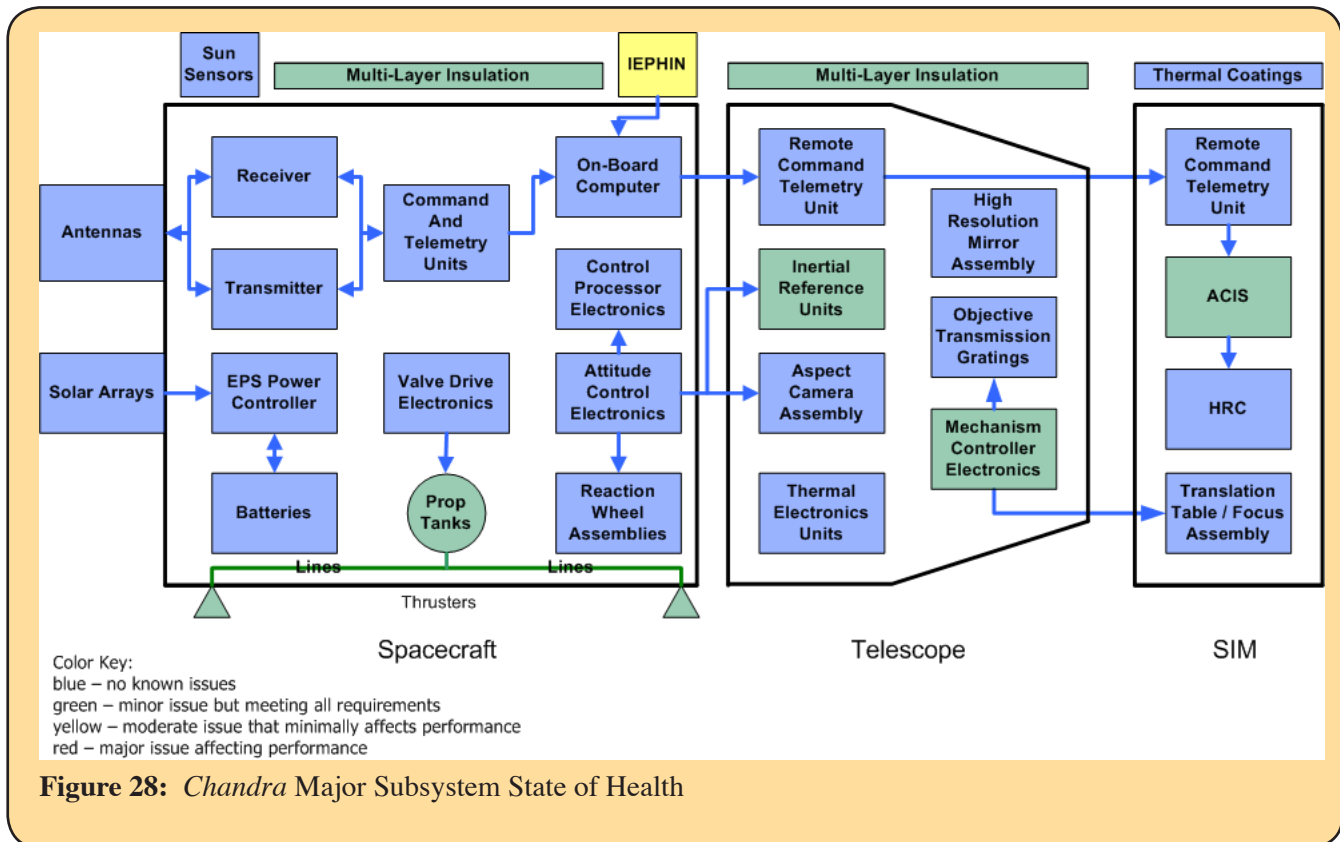 Sun
Sensors
Multi-Layer Insulation
IEPHIN
Multi-Layer Insulation
Thermal Coatings
Antennas
Receiver
Transmitter
Command
And
Telemetry
Units
On-Board
Computer
Control
Processor
Electronics
Solar Arrays
EPS Power
Controller
Valve Drive
Electronics
Attitude
Control
Electronics
Batteries
Prop
Tanks
Reaction
Wheel
Assemblies
Lines
Lines
Thrusters
Spacecraft
Remote
Command
Telemetry
Unit
High
Resolution
Mirror
Assembly
Inertial
Reference
Units
Objective
Transmission
Gratings
Aspect
Camera
Assembly
Mechanism
Controller
Electronics
Thermal
Electronics
Units
Telescope
Remote
Command
Telemetry
Unit
ACIS
HRC
Translation
Table / Focus
Assembly
SIM
Color Key:
blue – no known issues
green – minor issue but meeting all requirements
yellow – moderate issue that minimally affects performance
red – major issue affecting performance
Figure 28: Chandra Major Subsystem State of Health